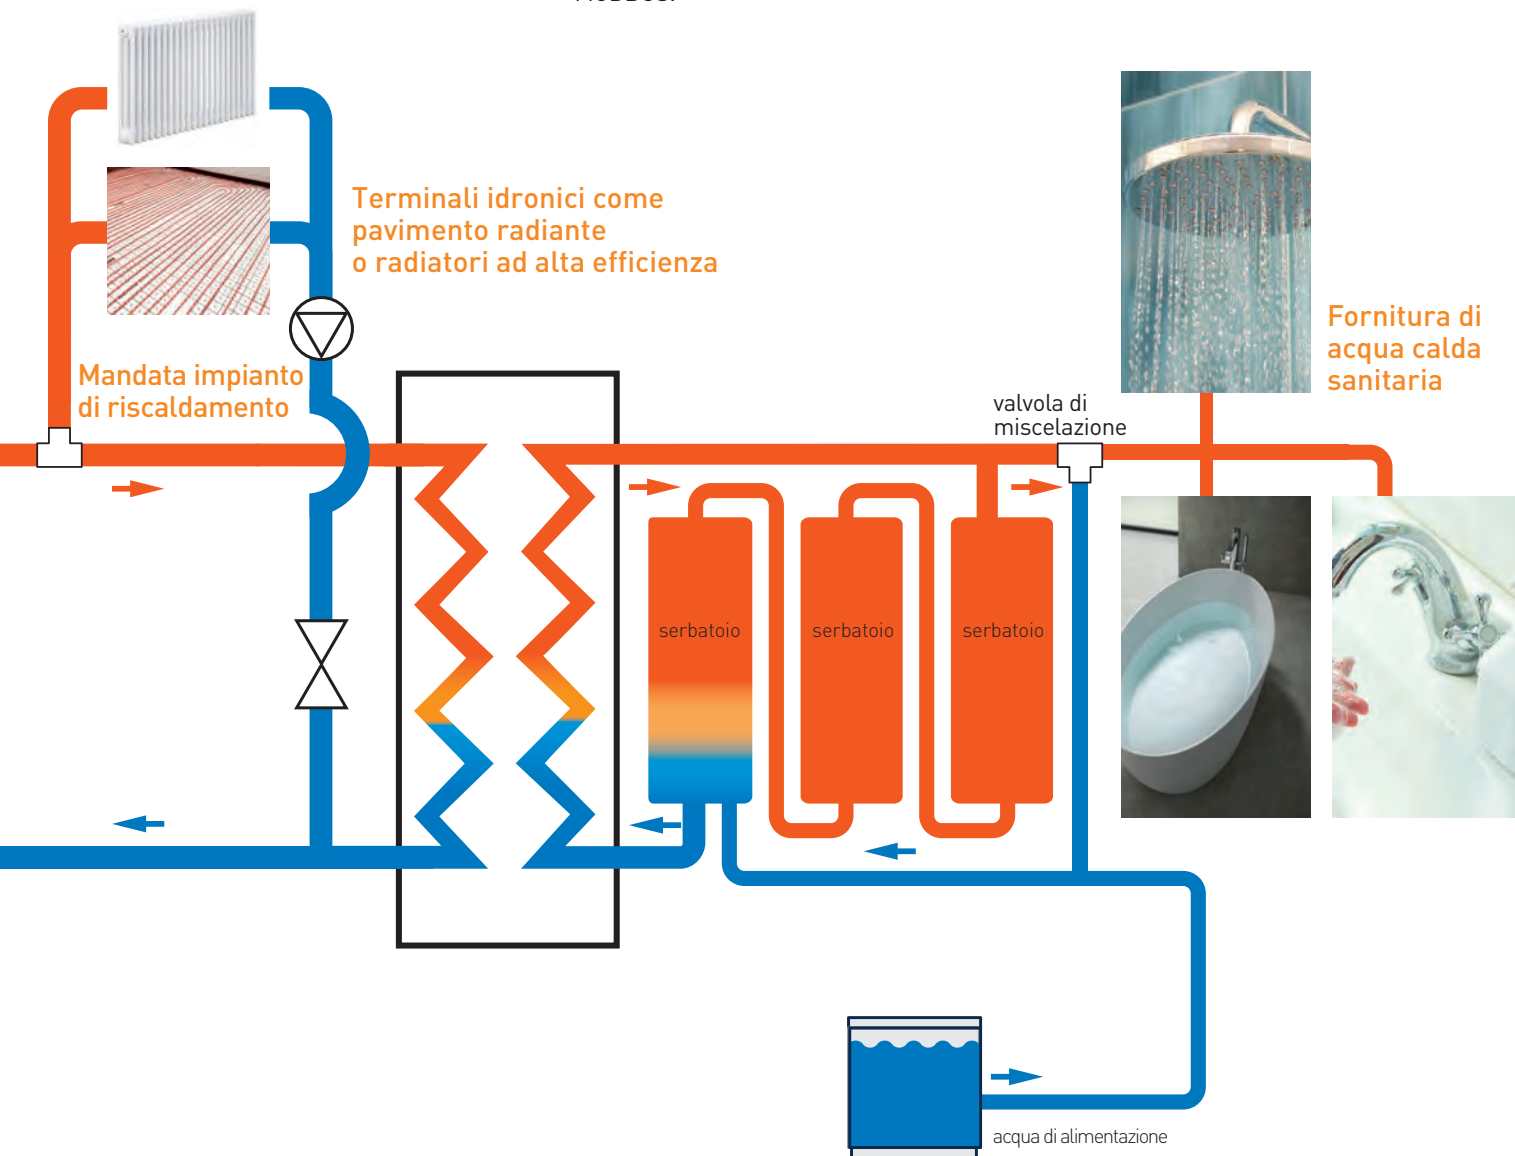 Terminali idronici come
pavimento radiante
o radiatori ad alta efficienza
Mandata impianto
di riscaldamento
Fornitura di
acqua calda
sanitaria
valvola di
miscelazione
serbatoio
serbatoio
serbatoio
acqua di alimentazione